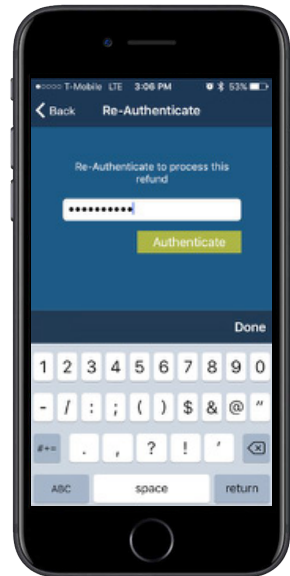 T-Mobile LTE 3:06 PM 53%
Back Re-Authenticate
Re-Authenticate to process this
refund
••••••••••
Authenticate
Done
1 2 3 4 5 6 7 8 9 0
- / : ; ( ) $ & @ "
#+= . , ? ! '
ABC space return